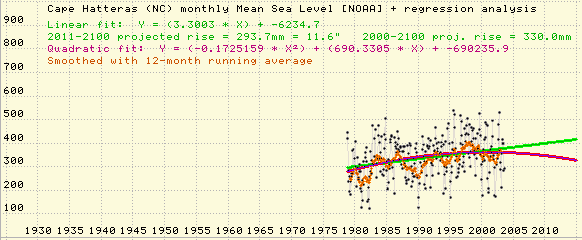 Cape Hatteras (NC) monthly Mean Sea Level [NOAA] + regression analysis
Linear fit: Y = (3.3003 * X) + -6234.7
2011-2100 projected rise = 293.7mm = 11.6" 2000-2100 proj. rise = 330.0mm
Quadratic fit: Y = (-0.1725159 * X²) + (690.3305 * X) + -690235.9
Smoothed with 12-month running average
900
800
700
600
500
400
300
200
100
1930 1935 1940 1945 1950 1955 1960 1965 1970 1975 1980 1985 1990 1995 2000 2005 2010